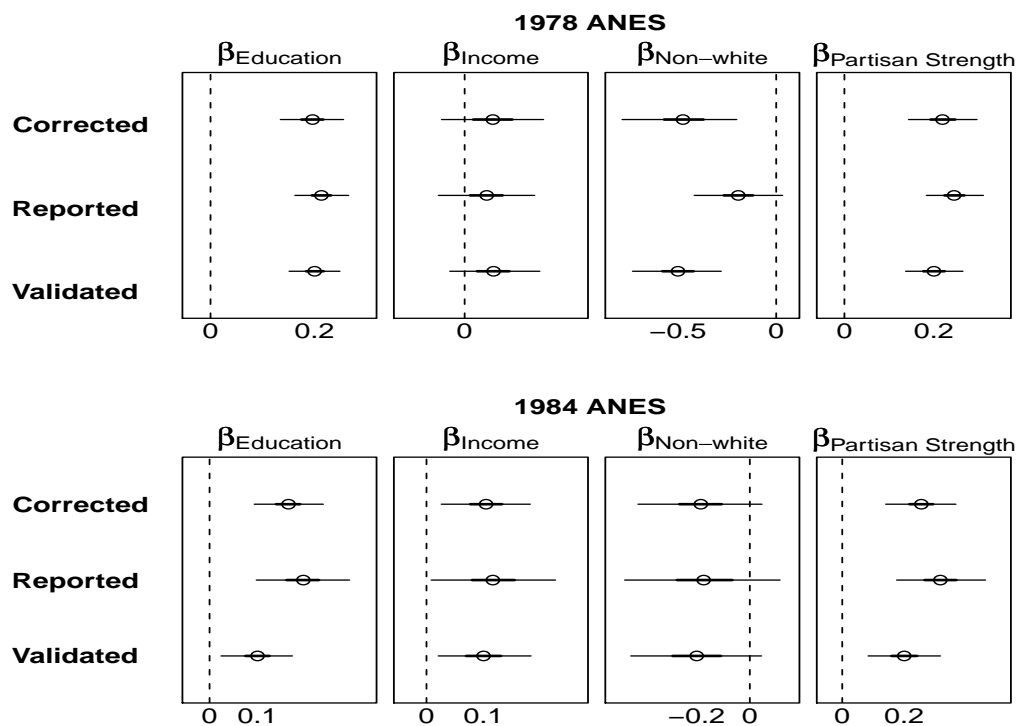 1978 ANES
βEducation βIncome βNon−white βPartisan Strength
Corrected
Reported
Validated
0 0.2 0 −0.5 0 0 0.2
1984 ANES
βEducation βIncome βNon−white βPartisan Strength
Corrected
Reported
Validated
0 0.1 0 0.1 −0.2 0 0 0.2